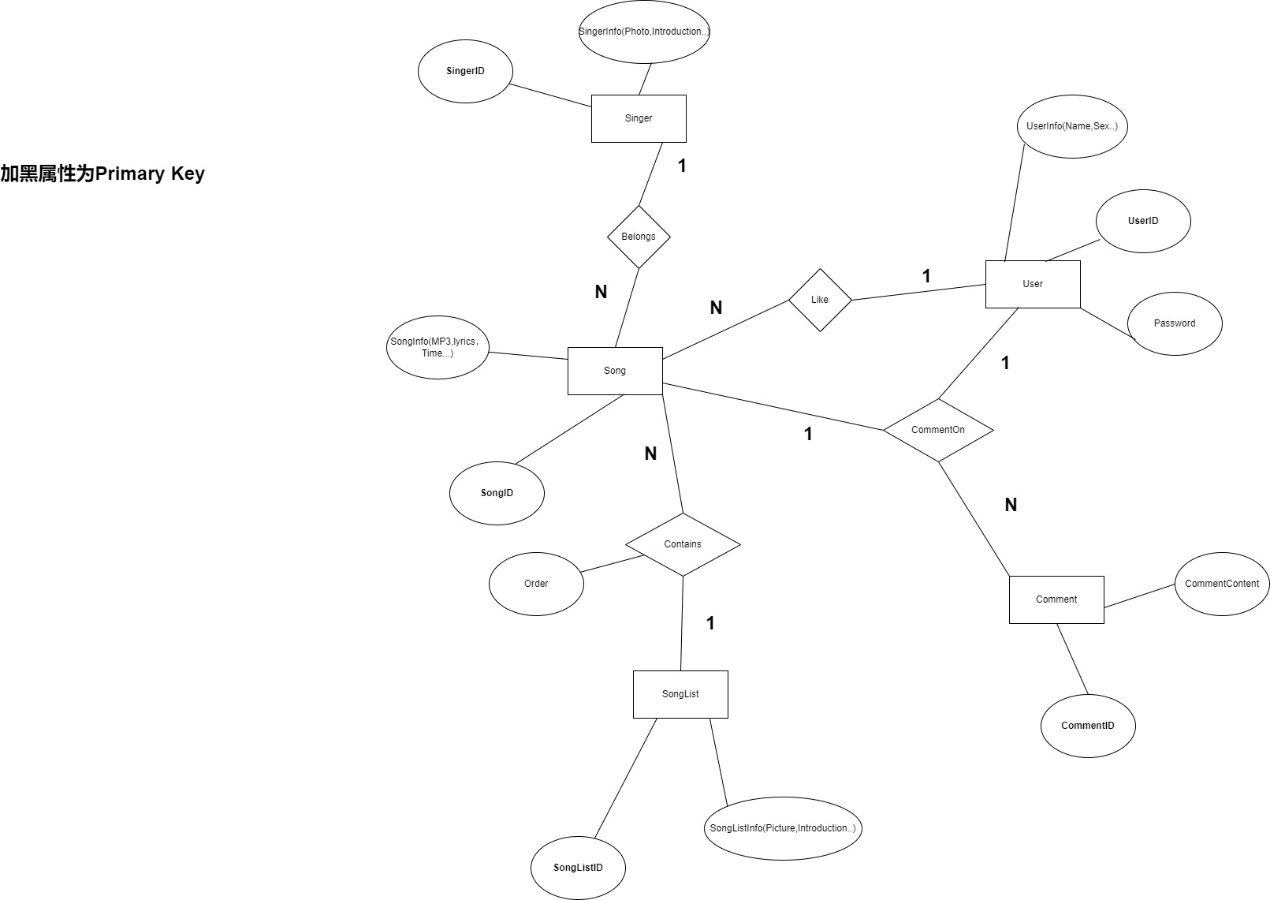 SingerInfo(Photo,Introduction..)
SingerID
Singer
1
UserInfo(Name,Sex..)
加黑属性为Primary Key
UserID
Belongs
N
User
1
Like
N
Password
SongInfo(MP3,lyrics,
Time...)
Song
1
CommentOn
1
N
SongID
N
Contains
Order
CommentContent
Comment
1
SongList
CommentID
SongListInfo(Picture,Introduction..)
SongListID